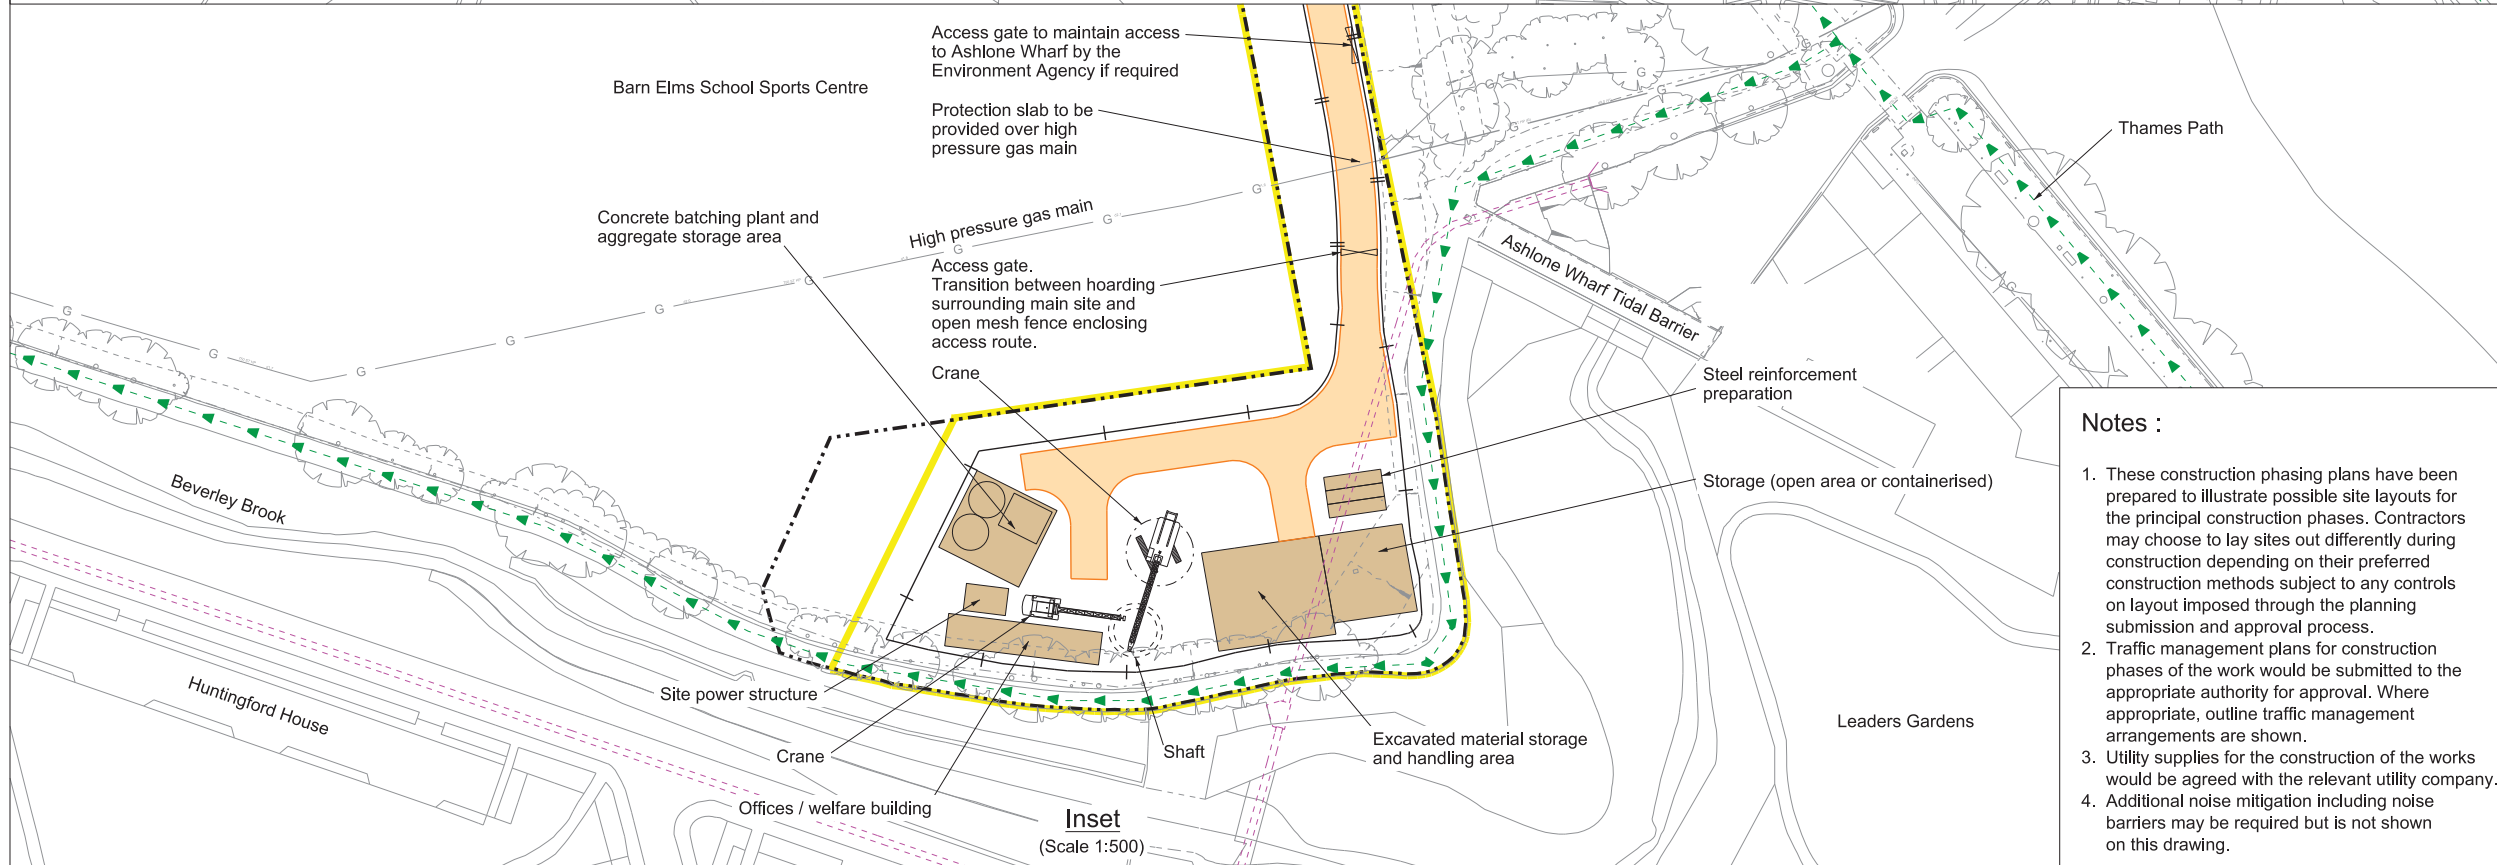 Access gate to maintain access
to Ashlone Wharf by the
Environment Agency if required
Barn Elms School Sports Centre
Protection slab to be
provided over high
pressure gas main
Thames Path
Concrete batching plant and
aggregate storage area
High pressure gas main
Access gate.
Transition between hoarding
surrounding main site and
open mesh fence enclosing
access route.
Ashlone Wharf Tidal Barrier
Crane
Steel reinforcement
preparation
Storage (open area or containerised)
Beverley Brook
Huntingford House
Site power structure
Crane
Offices / welfare building
Shaft
Excavated material storage
and handling area
Leaders Gardens
Inset
(Scale 1:500)
G
G
G
G
G
G
G
G
G
G
G
G
G
Notes :
1. These construction phasing plans have been
prepared to illustrate possible site layouts for
the principal construction phases. Contractors
may choose to lay sites out differently during
construction depending on their preferred
construction methods subject to any controls
on layout imposed through the planning
submission and approval process.
2. Traffic management plans for construction
phases of the work would be submitted to the
appropriate authority for approval. Where
appropriate, outline traffic management
arrangements are shown.
3. Utility supplies for the construction of the works
would be agreed with the relevant utility company.
4. Additional noise mitigation including noise
barriers may be required but is not shown
on this drawing.